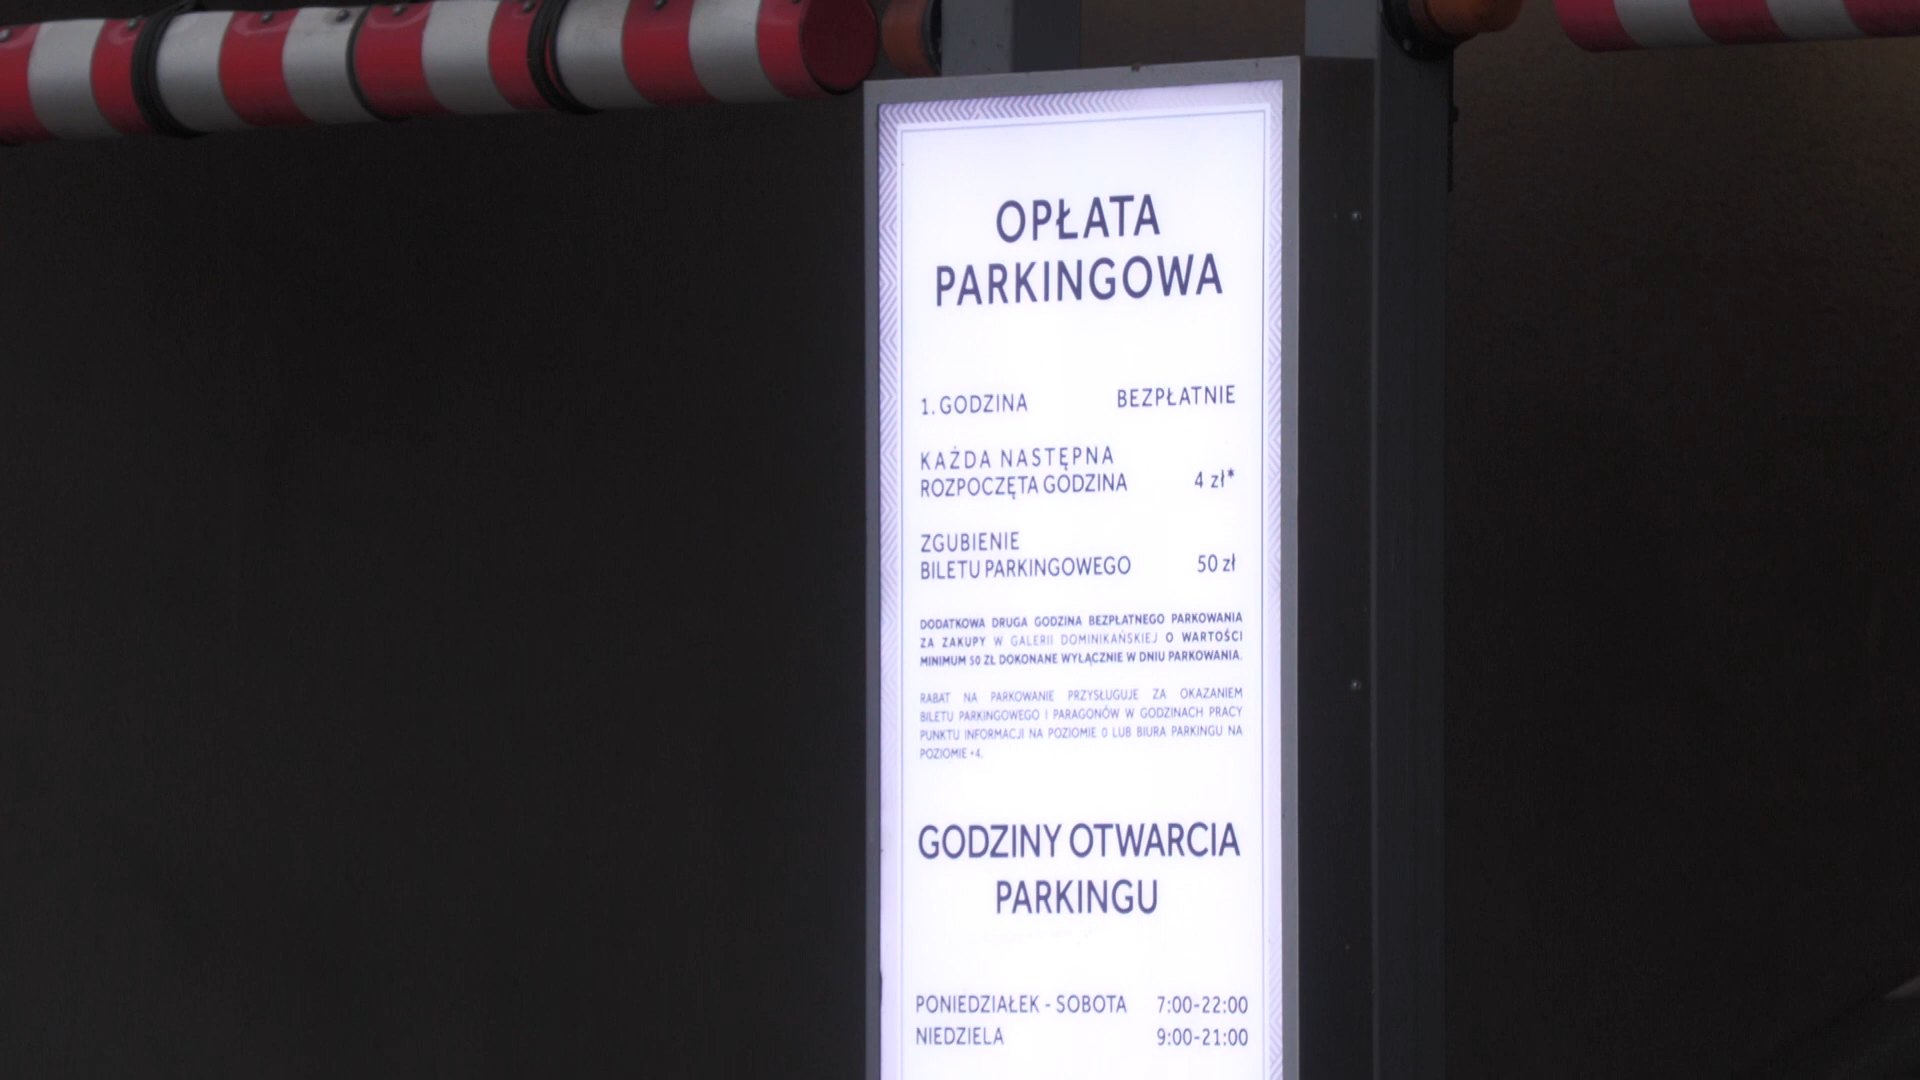 OPŁATA
PARKINGOWA
1. GODZINA BEZPŁATNIE
KAŻDA NASTĘPNA
ROZPOCZĘTA GODZINA 4 zł*
ZGUBIENIE
BILETU PARKINGOWEGO 50 zł
DODATKOWA DRUGA GODZINA BEZPŁATNEGO PARKOWANIA
ZA ZAKUPY W GALERII DOMINIKAŃSKIEJ O WARTOŚCI
MINIMUM 50 ZŁ DOKONANE WYŁĄCZNIE W DNIU PARKOWANIA.
RABAT NA PARKOWANIE PRZYSŁUGUJE ZA OKAZANIEM
BILETU PARKINGOWEGO I PARAGONÓW W GODZINACH PRACY
PUNKTU INFORMACJI NA POZIOMIE 0 LUB BIURA PARKINGU NA
POZIOMIE +4.
GODZINY OTWARCIA
PARKINGU
PONIEDZIAŁEK - SOBOTA 7:00-22:00
NIEDZIELA 9:00-21:00